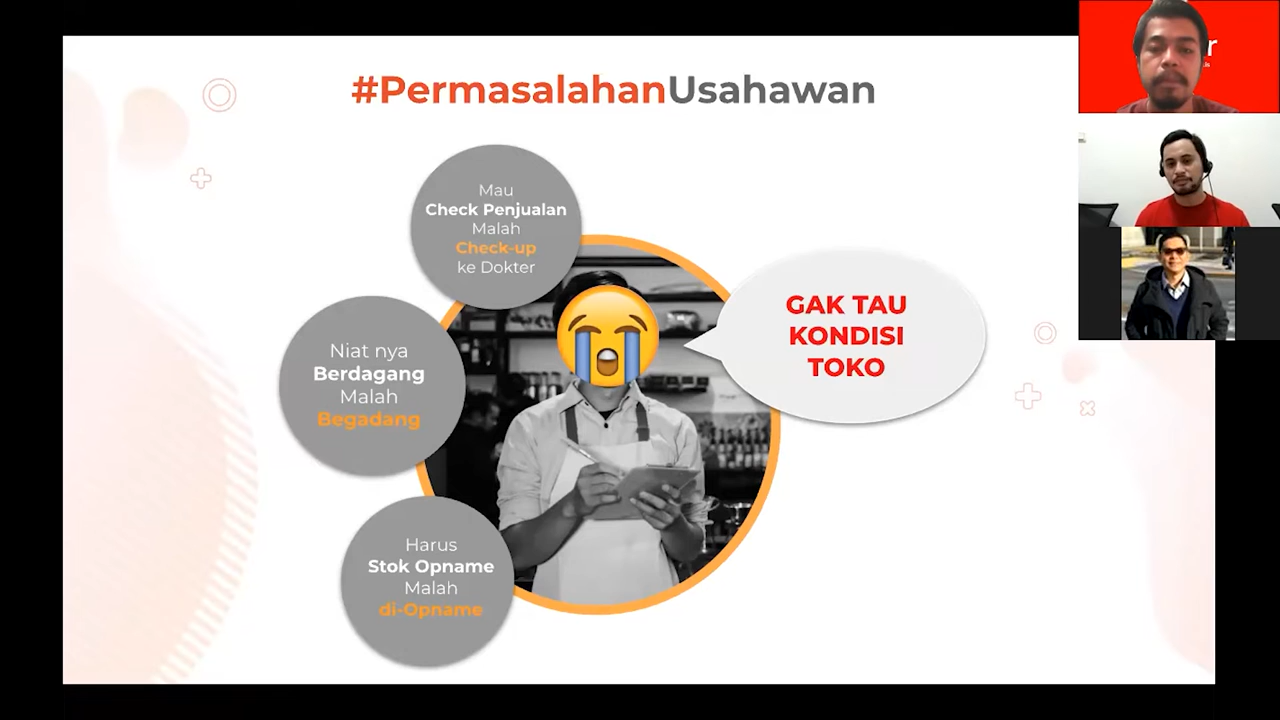 #PermasalahanUsahawan
Mau
Check Penjualan
Malah
Check-up
ke Dokter
Niat nya
Berdagang
Malah
Begadang
Harus
Stok Opname
Malah
di-Opname
GAK TAU
KONDISI
TOKO